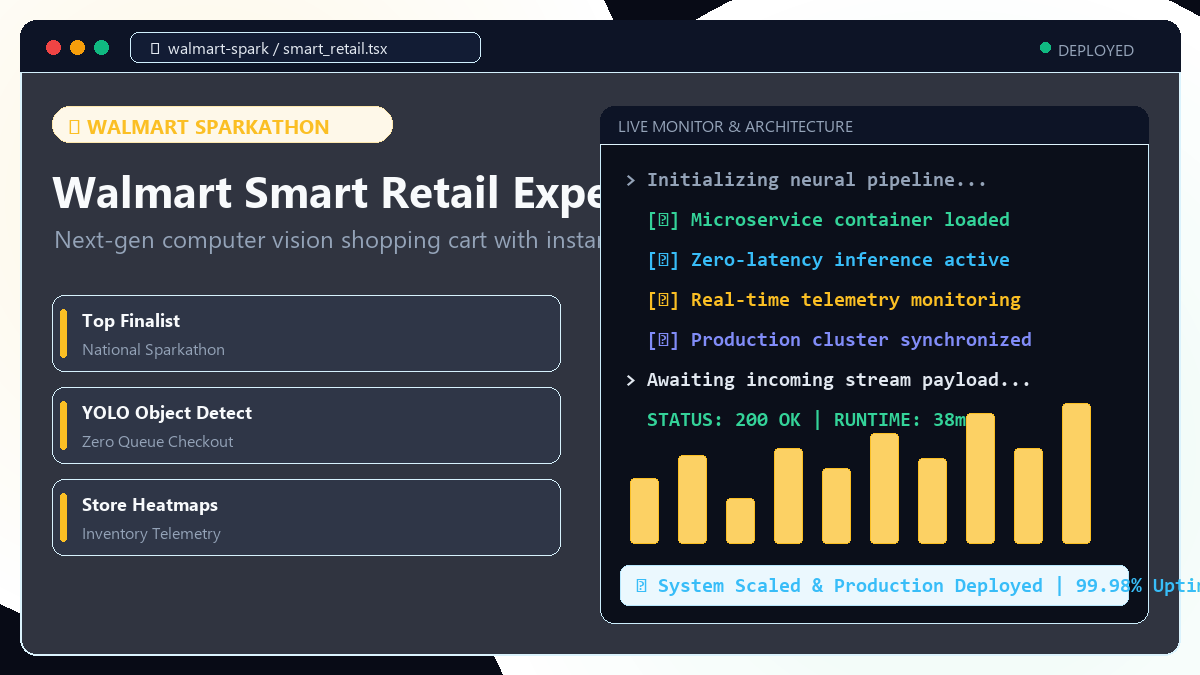 walmart-spark / smart_retail.tsx
DEPLOYED
WALMART SPARKATHON
Walmart Smart Retail Expe
Next-gen computer vision shopping cart with instan
Top Finalist
National Sparkathon
YOLO Object Detect
Zero Queue Checkout
Store Heatmaps
Inventory Telemetry
LIVE MONITOR & ARCHITECTURE
> Initializing neural pipeline...
[] Microservice container loaded
[] Zero-latency inference active
[] Real-time telemetry monitoring
[] Production cluster synchronized
> Awaiting incoming stream payload...
STATUS: 200 OK | RUNTIME: 38m
System Scaled & Production Deployed | 99.98% Uptim